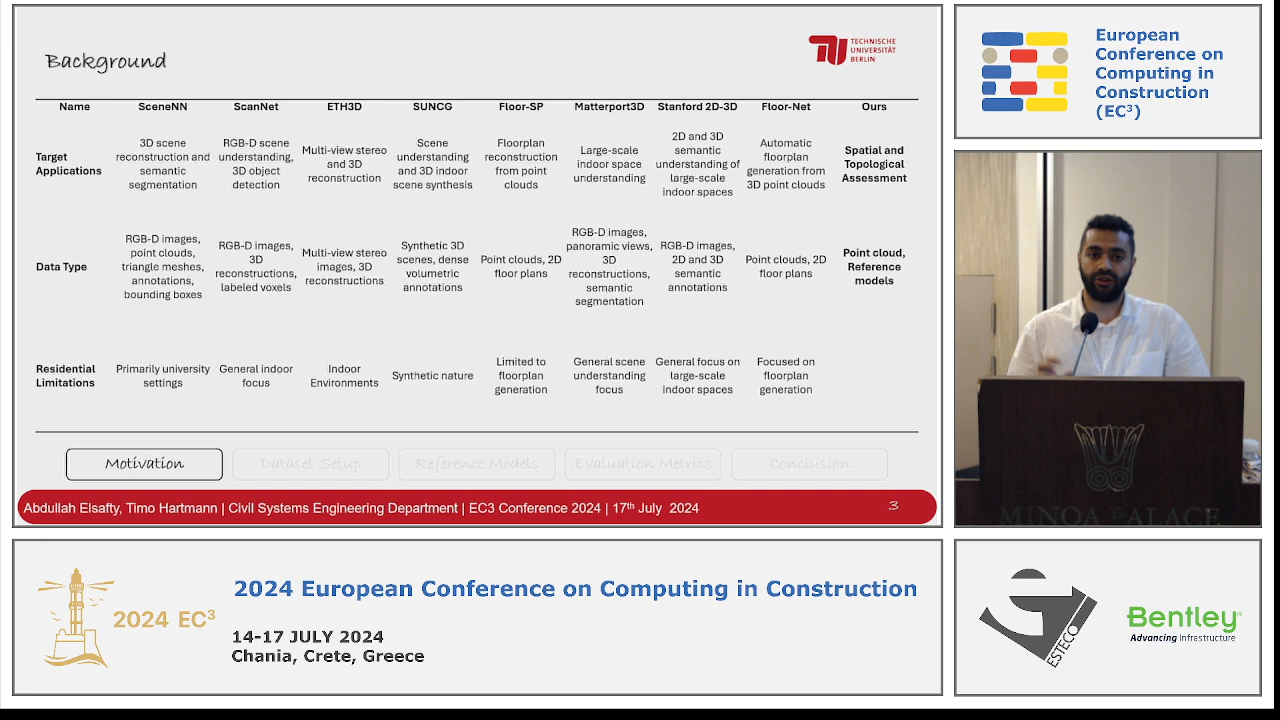 Background
TECHNISCHE
UNIVERSITÄT
BERLIN
Name SceneNN ScanNet ETH3D SUNCG Floor-SP Matterport3D Stanford 2D-3D Floor-Net Ours
Target
Applications
3D scene
reconstruction and
semantic
segmentation
RGB-D scene
understanding,
3D object
detection
Multi-view stereo
and 3D
reconstruction
Scene
understanding
and 3D indoor
scene synthesis
Floorplan
reconstruction
from point
clouds
Large-scale
indoor space
understanding
2D and 3D
semantic
understanding of
large-scale
indoor spaces
Automatic
floorplan
generation from
3D point clouds
Spatial and
Topological
Assessment
Data Type
RGB-D images,
point clouds,
triangle meshes,
annotations,
bounding boxes
RGB-D images,
3D
reconstructions,
labeled voxels
Multi-view stereo
images, 3D
reconstructions
Synthetic 3D
scenes, dense
volumetric
annotations
Point clouds, 2D
floor plans
RGB-D images,
panoramic views,
3D
reconstructions,
semantic
segmentation
RGB-D images,
2D and 3D
semantic
annotations
Point clouds, 2D
floor plans
Point cloud,
Reference
models
Residential
Limitations
Primarily university
settings
General indoor
focus
Indoor
Environments
Synthetic nature
Limited to
floorplan
generation
General scene
understanding
focus
General focus on
large-scale
indoor spaces
Focused on
floorplan
generation
Motivation Dataset Setup Reference Models Evaluation Metrics Conclusion
Abdullah Elsafty, Timo Hartmann | Civil Systems Engineering Department | EC3 Conference 2024 | 17th July 2024 3
European
Conference on
Computing in
Construction
(EC³)
MINOA PALACE
2024 EC³
2024 European Conference on Computing in Construction
14-17 JULY 2024
Chania, Crete, Greece
ESTECO
Bentley
Advancing Infrastructure